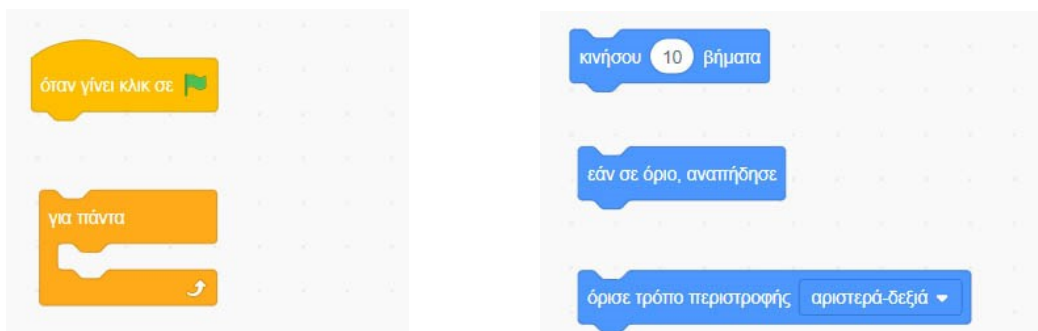 όταν γίνει κλικ σε
για πάντα
κινήσου 10 βήματα
εάν σε όριο, αναπήδησε
όρισε τρόπο περιστροφής αριστερά-δεξιά